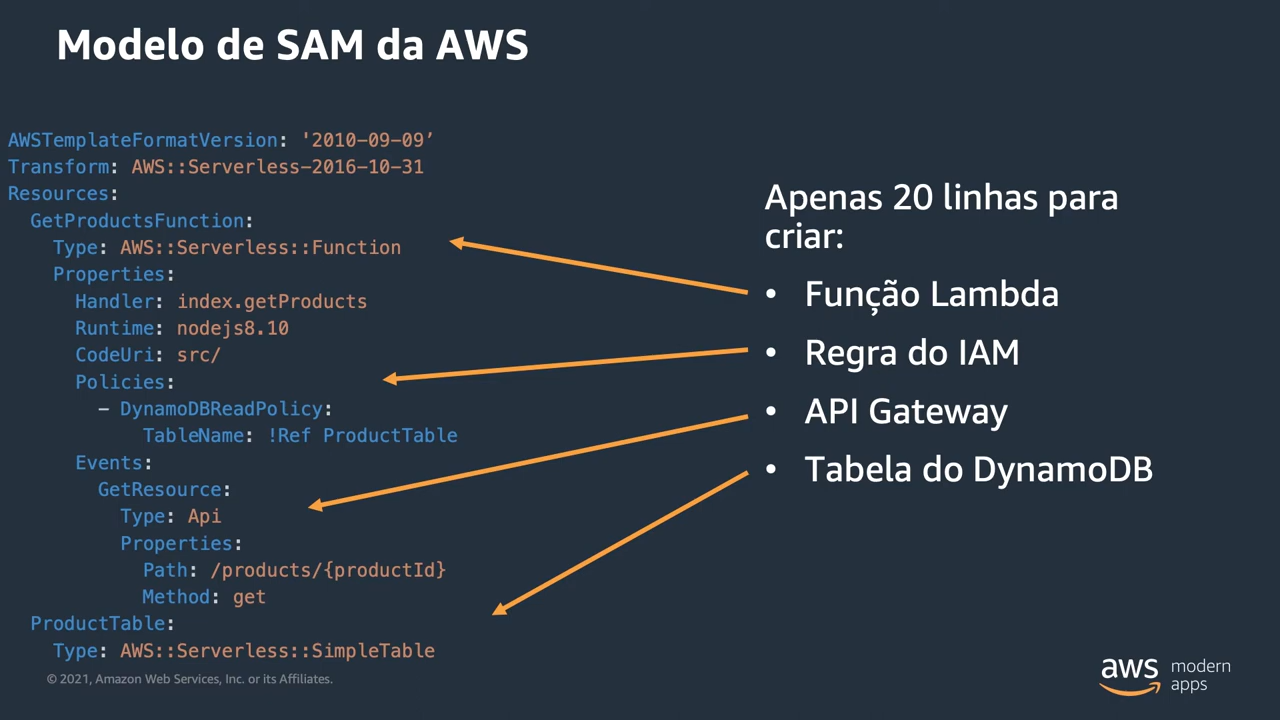 Modelo de SAM da AWS
AWSTemplateFormatVersion: '2010-09-09’
Transform: AWS::Serverless-2016-10-31
Resources:
  GetProductsFunction:
    Type: AWS::Serverless::Function
    Properties:
      Handler: index.getProducts
      Runtime: nodejs8.10
      CodeUri: src/
      Policies:
        – DynamoDBReadPolicy:
            TableName: !Ref ProductTable
      Events:
        GetResource:
          Type: Api
          Properties:
            Path: /products/{productId}
            Method: get
  ProductTable:
    Type: AWS::Serverless::SimpleTable
Apenas 20 linhas para
criar:
• Função Lambda
• Regra do IAM
• API Gateway
• Tabela do DynamoDB
© 2021, Amazon Web Services, Inc. or its Affiliates.
aws modern
apps